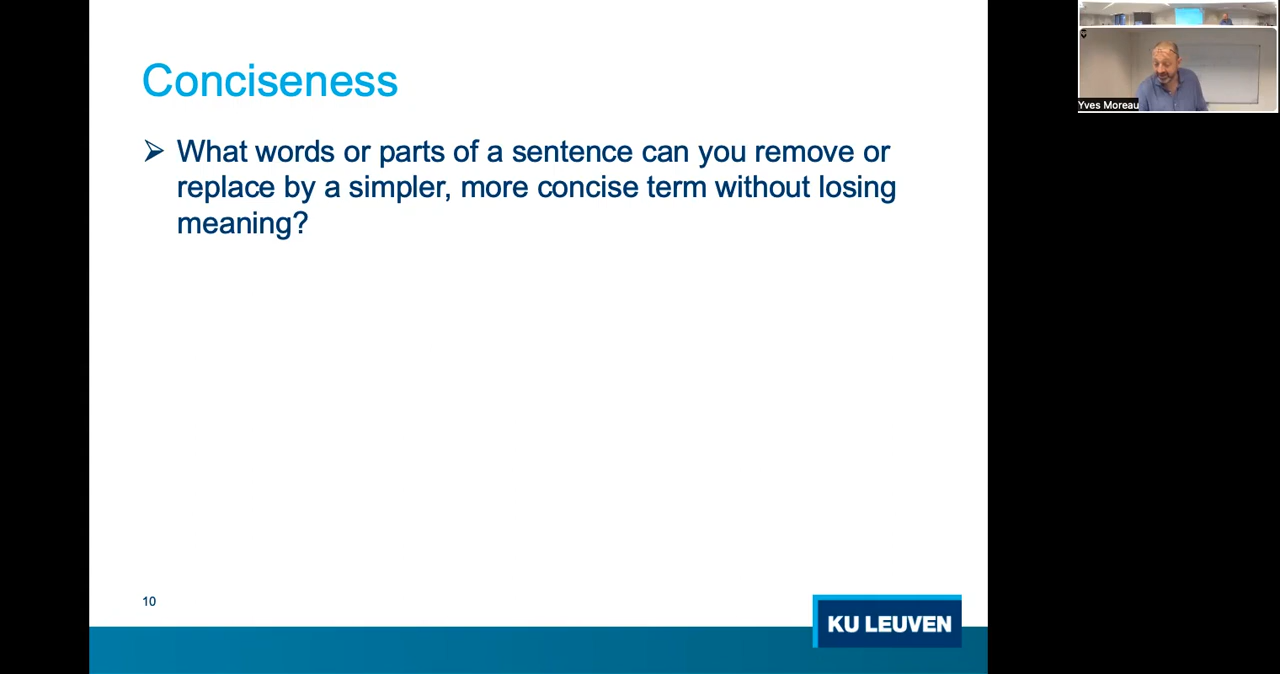 Conciseness
➢ What words or parts of a sentence can you remove or
replace by a simpler, more concise term without losing
meaning?
10
KU LEUVEN
Yves Moreau